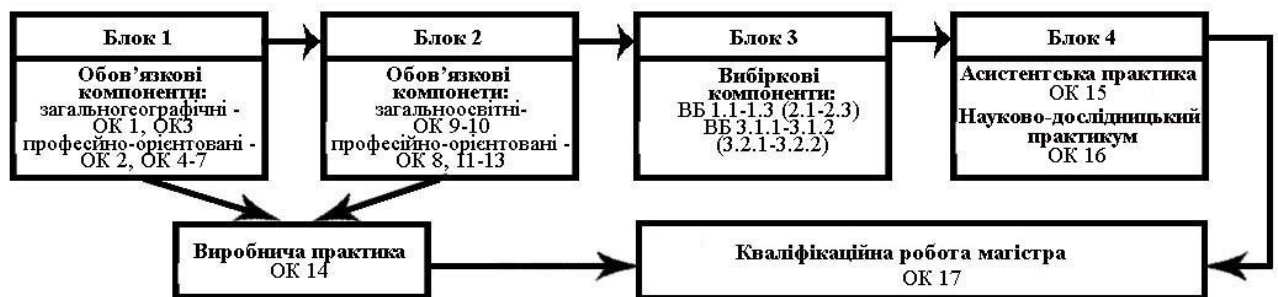 Блок 1
Обов’язкові
компоненти:
загальногеографічні -
ОК 1, ОК3
професійно-орієнтовані -
ОК 2, ОК 4-7
Блок 2
Обов’язкові
компонети:
загальноосвітні-
ОК 9-10
професійно-орієнтовані -
ОК 8, 11-13
Блок 3
Вибіркові
компоненти:
ВБ 1.1-1.3 (2.1-2.3)
ВБ 3.1.1-3.1.2
(3.2.1-3.2.2)
Блок 4
Асистентська практика
ОК 15
Науково-дослідницький
практикум
ОК 16
Виробнича практика
ОК 14
Кваліфікаційна робота магістра
ОК 17